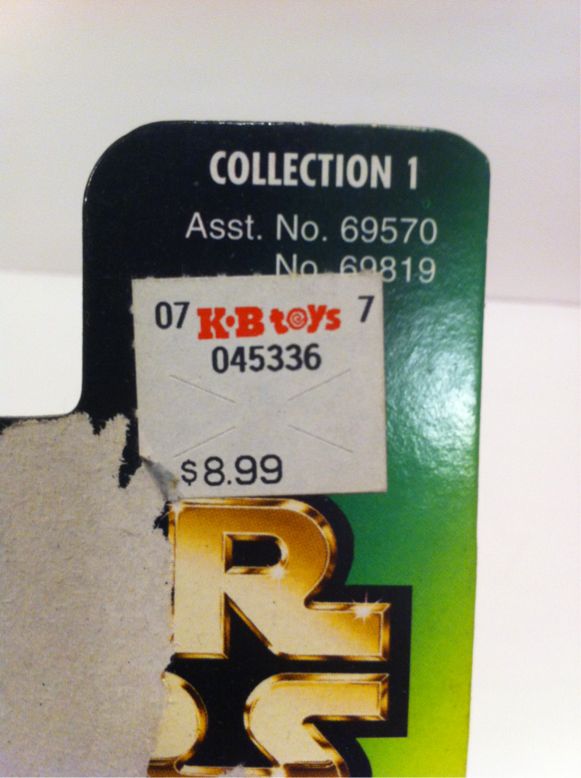 COLLECTION 1
Asst. No. 69570
No. 69819
07 K·B toys 7
045336
$8.99
R
S